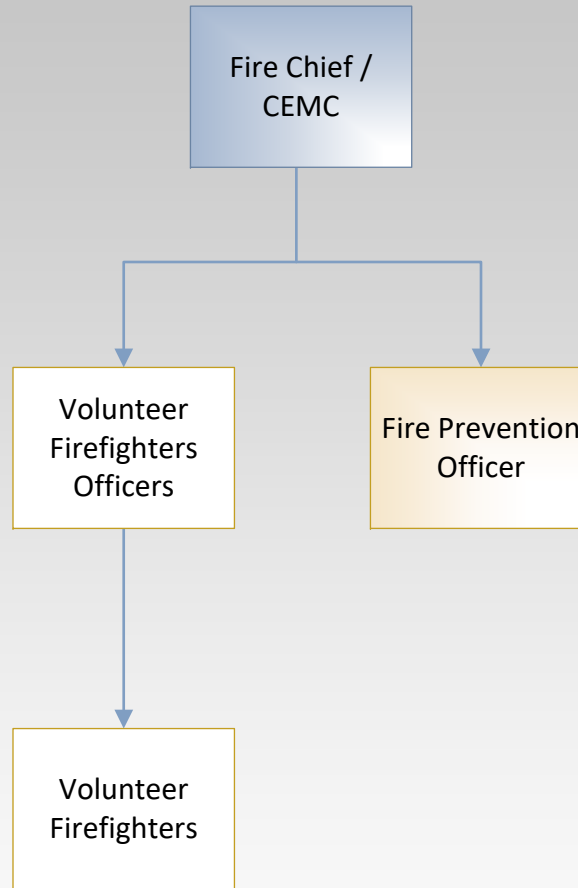 Fire Chief /
CEMC
Volunteer
Firefighters
Officers
Fire Prevention
Officer
Volunteer
Firefighters